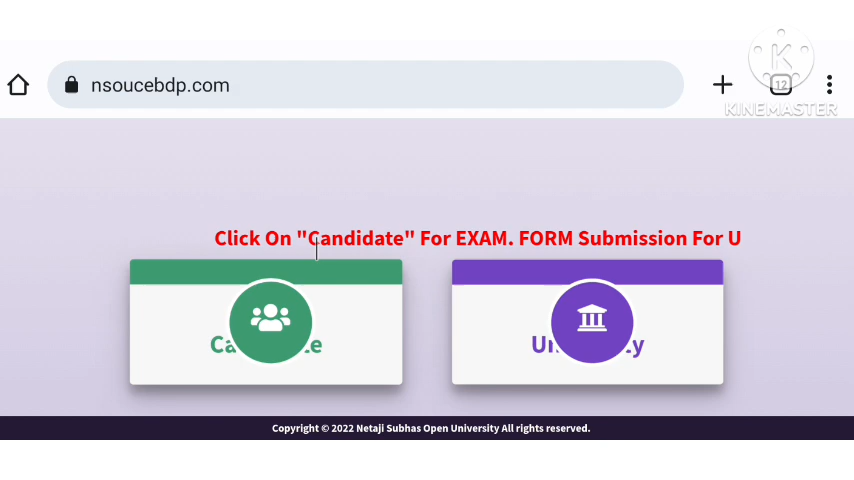 nsoucebdp.com
12
K
KINEMASTER
Click On "Candidate" For EXAM. FORM Submission For U
Copyright © 2022 Netaji Subhas Open University All rights reserved.